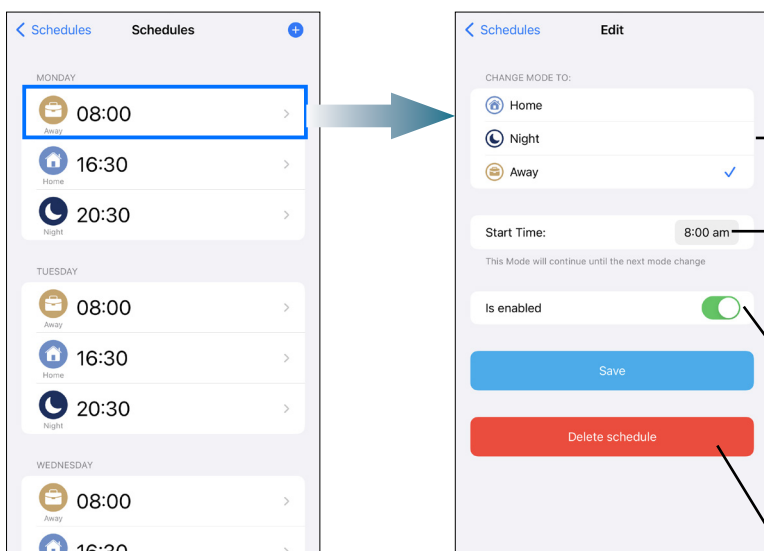 Schedules Schedules
MONDAY
08:00
Away
16:30
Home
20:30
Night
TUESDAY
08:00
Away
16:30
Home
20:30
Night
WEDNESDAY
08:00
Away
16:30
Schedules Edit
CHANGE MODE TO:
Home
Night
Away
Start Time: 8:00 am
This Mode will continue until the next mode change
Is enabled
Save
Delete schedule